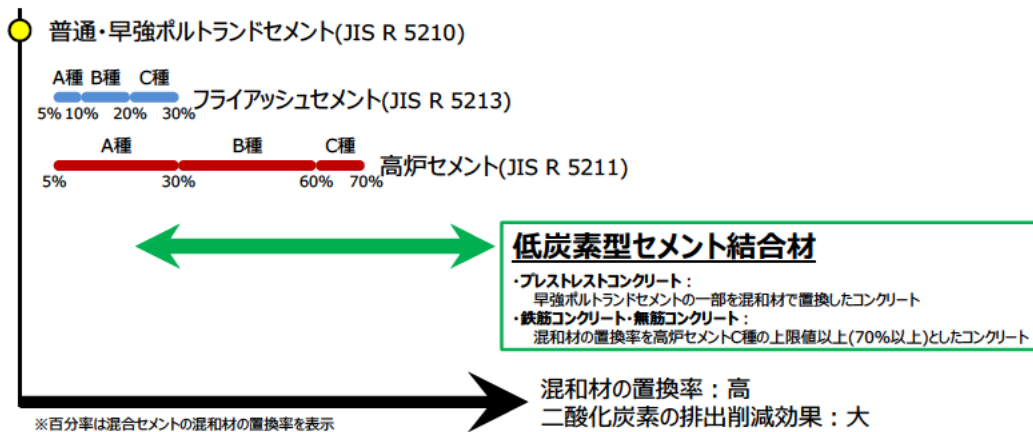 普通・早強ポルトランドセメント(JIS R 5210)
A種 B種 C種
フライアッシュセメント(JIS R 5213)
5% 10% 20% 30%
A種 B種 C種
高炉セメント(JIS R 5211)
5% 30% 60% 70%
低炭素型セメント結合材
・プレストレストコンクリート：
早強ポルトランドセメントの一部を混和材で置換したコンクリート
・鉄筋コンクリート・無筋コンクリート：
混和材の置換率を高炉セメントC種の上限値以上(70%以上)としたコンクリート
混和材の置換率：高
二酸化炭素の排出削減効果：大
※百分率は混合セメントの混和材の置換率を表示